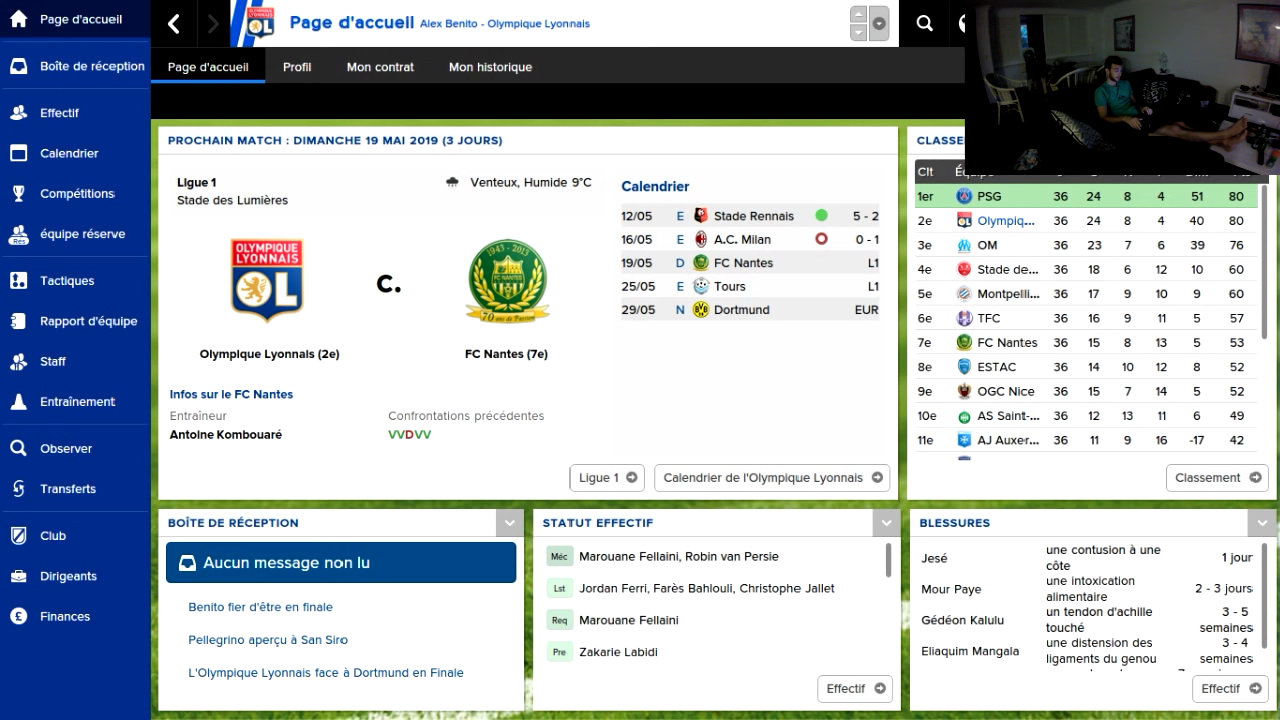 Page d'accueil
Boîte de réception
Effectif
Calendrier
Compétitions
équipe réserve
Tactiques
Rapport d'équipe
Staff
Entraînement
Observer
Transferts
Club
Dirigeants
Finances
Page d'accueil Alex Benito - Olympique Lyonnais
Page d'accueil Profil Mon contrat Mon historique
PROCHAIN MATCH : DIMANCHE 19 MAI 2019 (3 JOURS)
Ligue 1
Stade des Lumières
Venteux, Humide 9°C
OLYMPIQUE LYONNAIS
OL
c.
1943 - 2013
FC NANTES
70 ans de Passion
Olymplque Lyonnais (2e)
FC Nantes (7e)
Infos sur le FC Nantes
Entraîneur
Antoine Kombouaré
Confrontations précédentes
VVDVV
Calendrier
12/05 E Stade Rennais 5 - 2
16/05 E A.C. Milan 0 - 1
19/05 D FC Nantes L1
25/05 E Tours L1
29/05 N Dortmund EUR
Ligue 1
Calendrier de l'Olympique Lyonnais
CLASSE
Clt
1er PSG 36 24 8 4 51 80
2e Olympiq... 36 24 8 4 40 80
3e OM 36 23 7 6 39 76
4e Stade de... 36 18 6 12 10 60
5e Montpelli... 36 17 9 10 9 60
6e TFC 36 16 9 11 5 57
7e FC Nantes 36 15 8 13 5 53
8e ESTAC 36 14 10 12 8 52
9e OGC Nice 36 15 7 14 5 52
10e AS Saint-... 36 12 13 11 6 49
11e AJ Auxer... 36 11 9 16 -17 42
Classement
BOÎTE DE RÉCEPTION
Aucun message non lu
Benito fier d'être en finale
Pellegrino aperçu à San Siro
L'Olympique Lyonnais face à Dortmund en Finale
STATUT EFFECTIF
Méc Marouane Fellaini, Robin van Persie
Lst Jordan Ferri, Farès Bahlouli, Christophe Jallet
Req Marouane Fellaini
Pre Zakarie Labidi
Effectif
BLESSURES
Jesé une contusion à une côte 1 jour
Mour Paye une intoxication alimentaire 2 - 3 jours
Gédéon Kalulu un tendon d'achille touché 3 - 5 semaines
Eliaquim Mangala une distension des ligaments du genou 3 - 4 semaines
Effectif